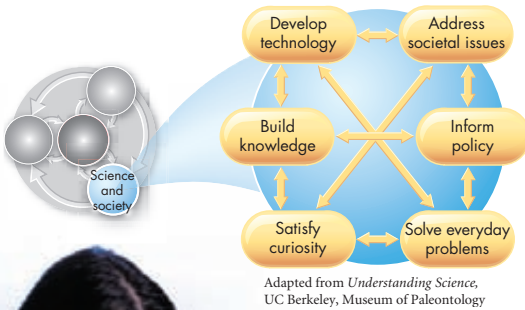 Develop
technology
Address
societal issues
Build
knowledge
Inform
policy
Science
and
society
Satisfy
curiosity
Solve everyday
problems
Adapted from Understanding Science,
UC Berkeley, Museum of Paleontology